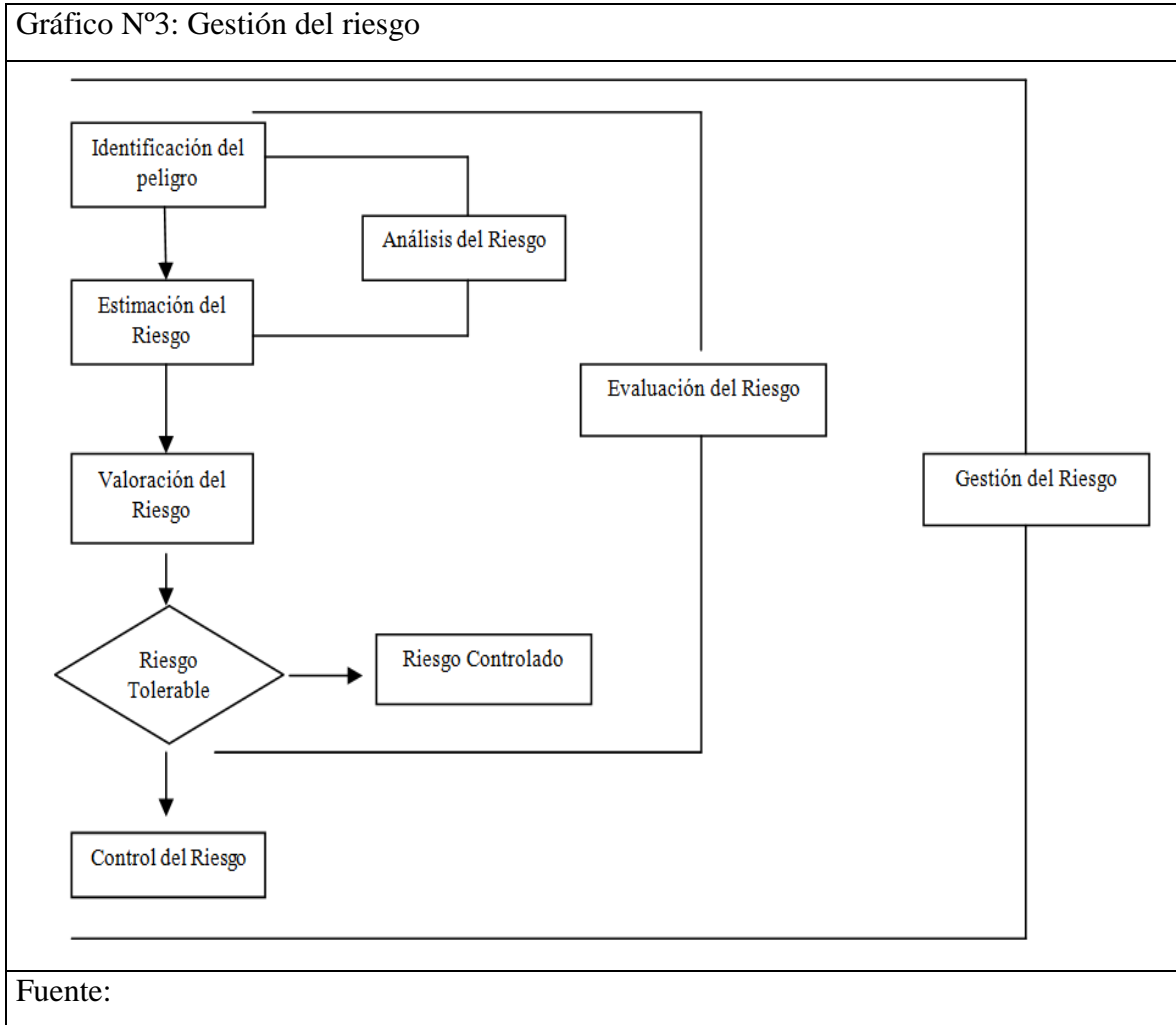 Gráfico Nº3: Gestión del riesgo
Identificación del
peligro
Análisis del Riesgo
Estimación del
Riesgo
Evaluación del Riesgo
Valoración del
Riesgo
Gestión del Riesgo
Riesgo
Tolerable
Riesgo Controlado
Control del Riesgo
Fuente: